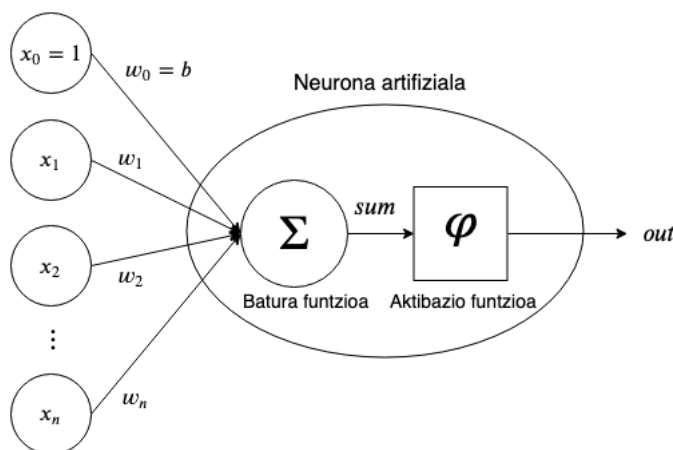 x₀ = 1
w₀ = b
Neurona artifiziala
x₁
w₁
sum
Σ
φ
out
x₂
w₂
Batura funtzioa
Aktibazio funtzioa
⋮
xₙ
wₙ